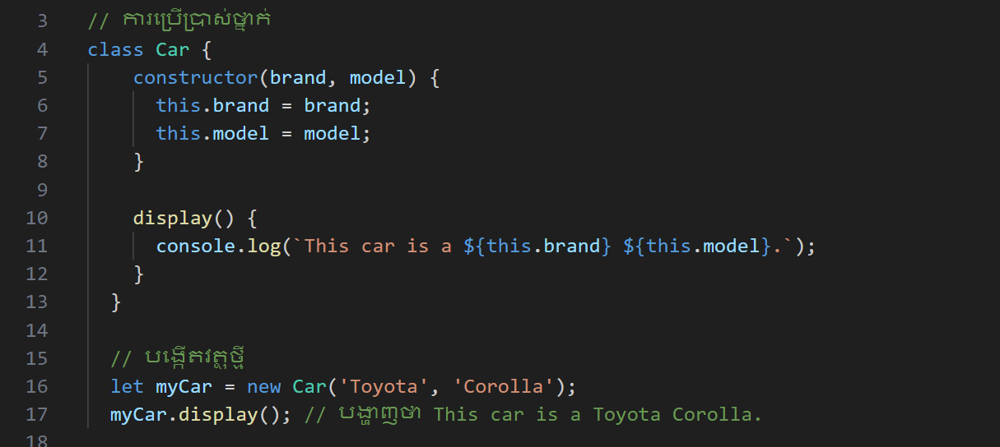 3 // ការប្រើប្រាស់ថ្នាក់
4 class Car {
5 constructor(brand, model) {
6 this.brand = brand;
7 this.model = model;
8 }
9
10 display() {
11 console.log(`This car is a ${this.brand} ${this.model}.`);
12 }
13 }
14
15 // បង្កើតវត្ថុថ្មី
16 let myCar = new Car('Toyota', 'Corolla');
17 myCar.display(); // បង្ហាញថា This car is a Toyota Corolla.
18